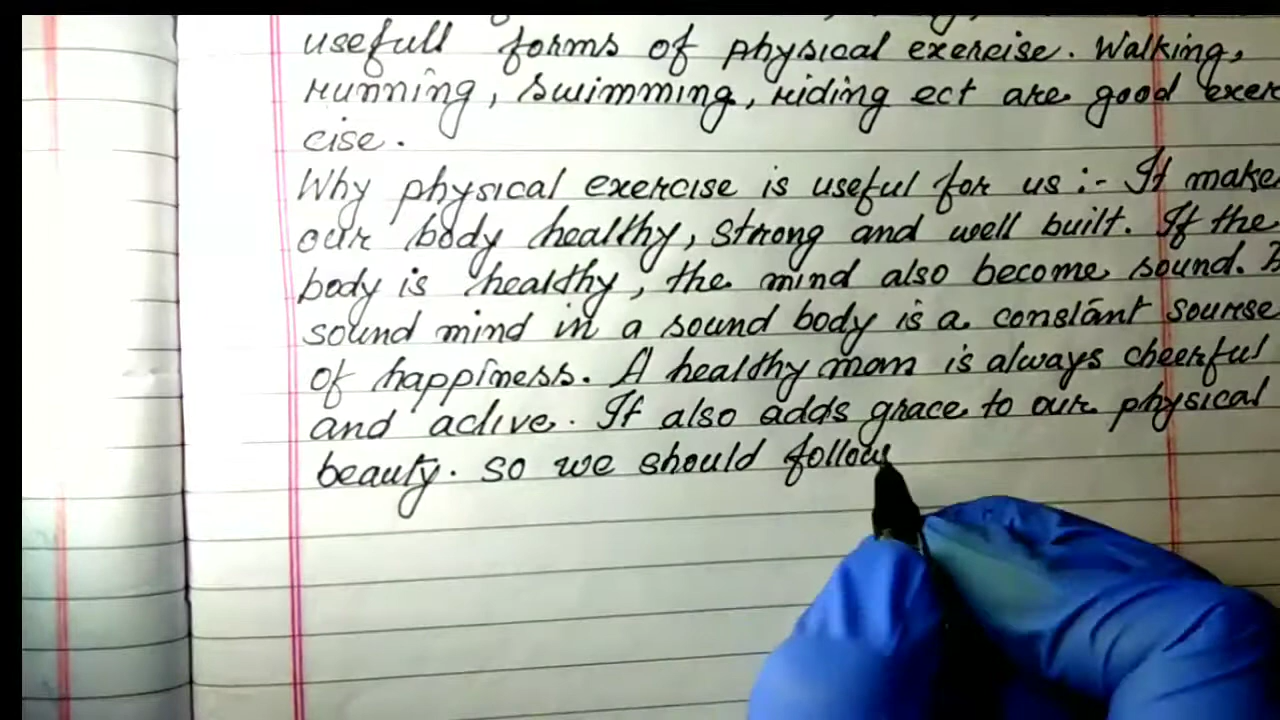 usefull forms of physical exercise. Walking,
running, swimming, riding ect are good exer
cise.
Why physical exercise is useful for us :- It make
our body healthy, strong and well built. If the
body is healthy, the mind also become sound.
sound mind in a sound body is a constant sourse
of happiness. A healthy man is always cheerful
and active. It also adds grace to our physical
beauty. so we should follow